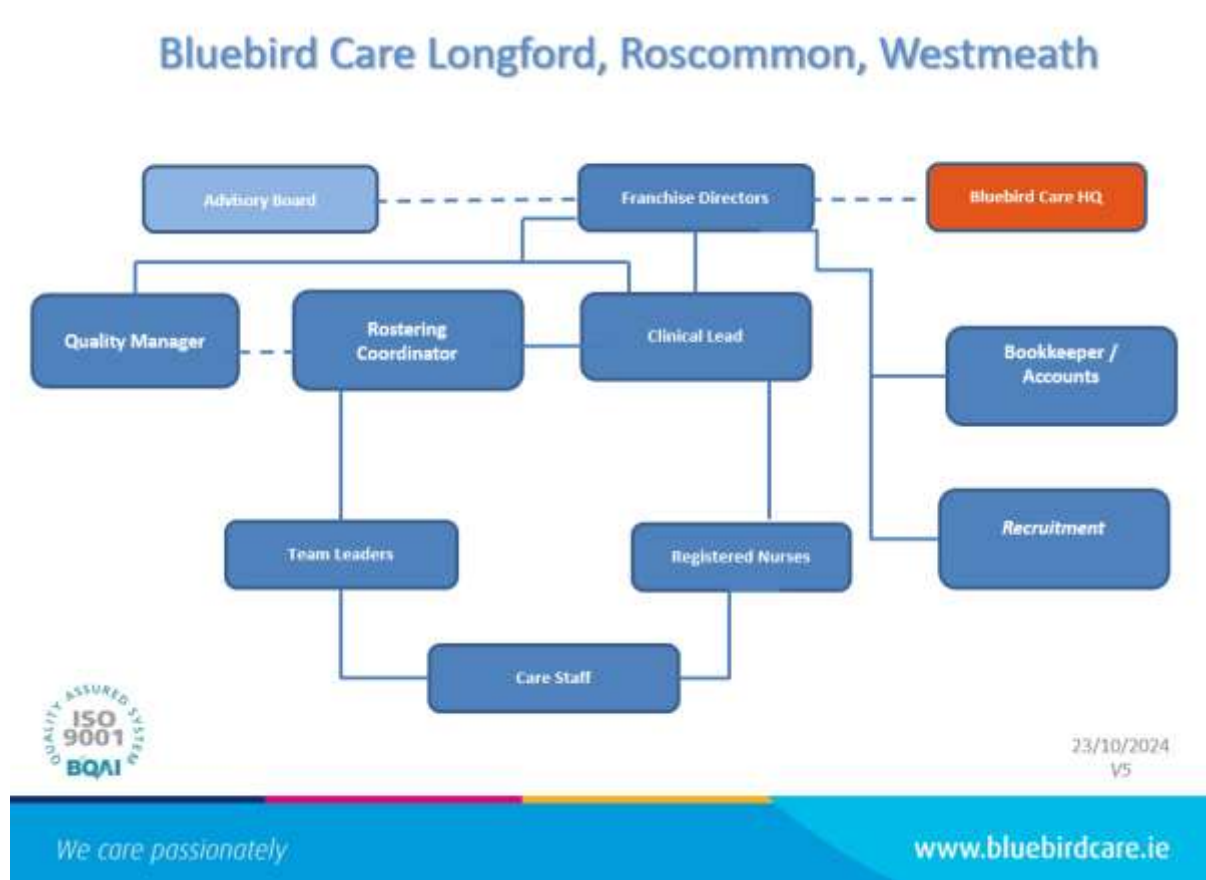 Bluebird Care Longford, Roscommon, Westmeath
Advisory Board
Franchise Directors
Bluebird Care HQ
Quality Manager
Rostering
Coordinator
Clinical Lead
Bookkeeper /
Accounts
Team Leaders
Registered Nurses
Recruitment
Care Staff
QUALITY ASSURED SYSTEM
ISO
9001
BQAI
23/10/2024
V5
We care passionately
www.bluebirdcare.ie